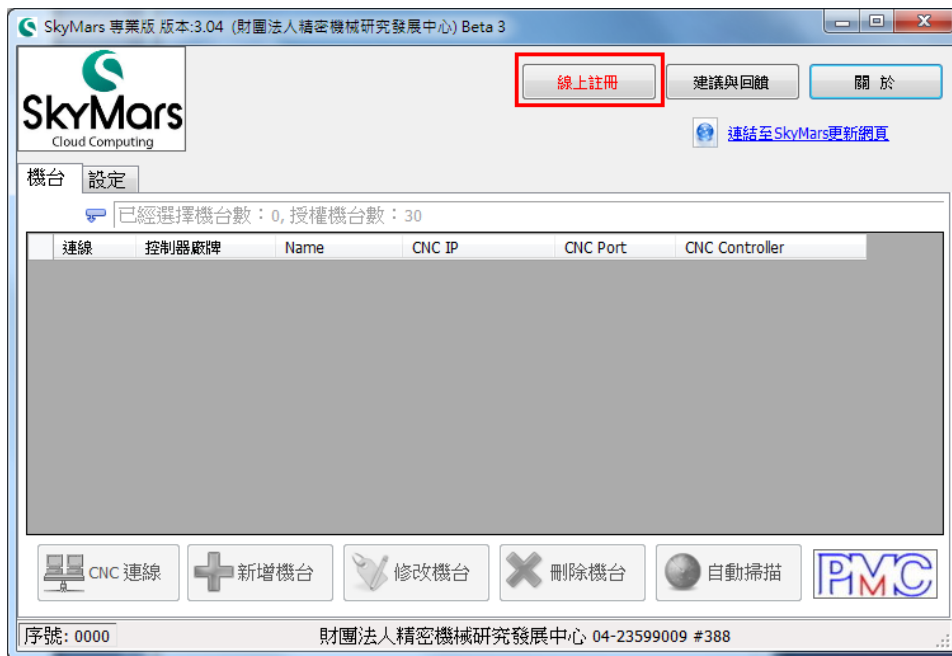 SkyMars 專業版 版本:3.04 (財團法人精密機械研究發展中心) Beta 3
SkyMars
Cloud Computing
線上註冊 建議與回饋 關 於
連結至SkyMars更新網頁
機台 設定
已經選擇機台數：0, 授權機台數：30
連線 控制器廠牌 Name CNC IP CNC Port CNC Controller
CNC 連線 新增機台 修改機台 刪除機台 自動掃描 PMC
序號: 0000 財團法人精密機械研究發展中心 04-23599009 #388